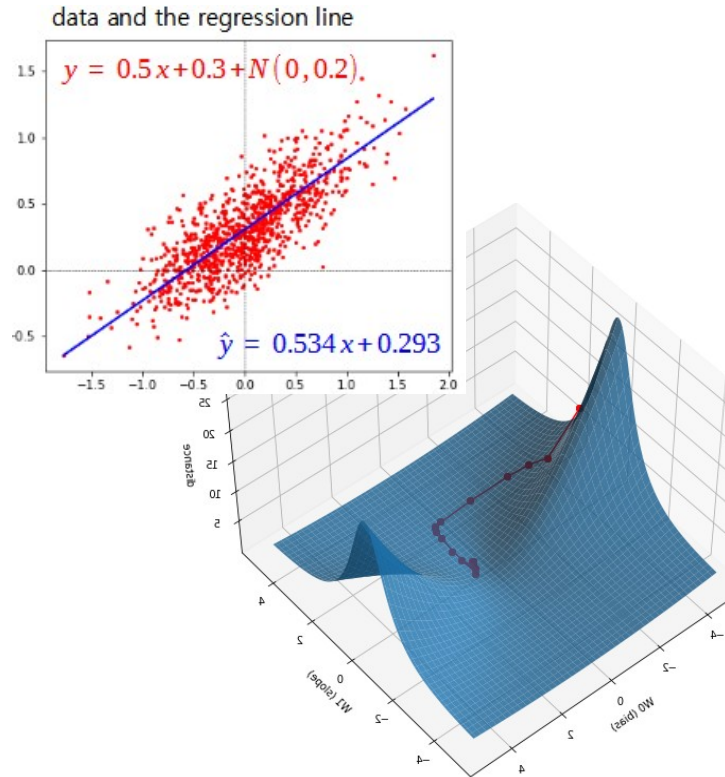 data and the regression line
y = 0.5 x+0.3+N(0,0.2)
1.5
1.0
0.5
0.0
-0.5
ŷ = 0.534 x+0.293
-1.5 -1.0 -0.5 0.0 0.5 1.0 1.5 2.0
25
20
15
10
5
distance
4
2
0
-2
-4
W1 (slope)
-4
-2
0
2
4
W0 (bias)